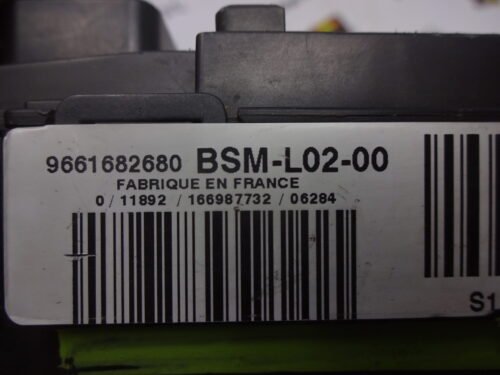 9661682680 BSM-L02-00
FABRIQUE EN FRANCE
0 / 11892 / 166987732 / 06284
S1